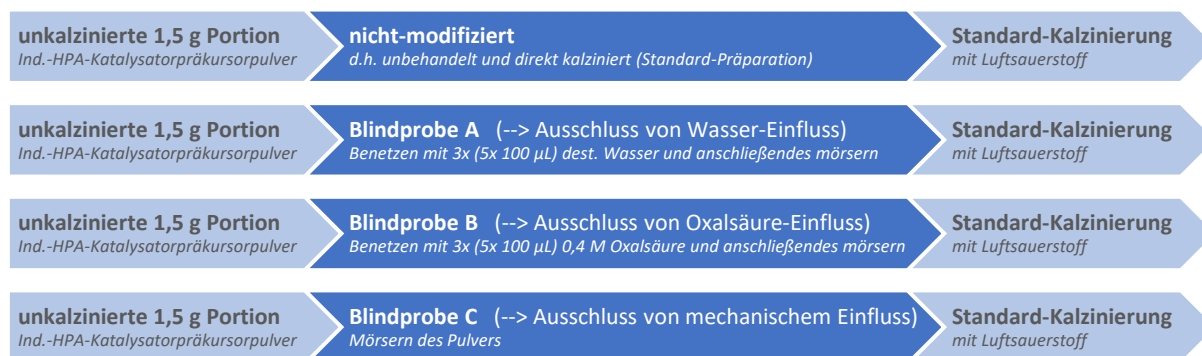 unkalzinierte 1,5 g Portion
Ind.-HPA-Katalysatorpräkursorpulver
nicht-modifiziert
d.h. unbehandelt und direkt kalziniert (Standard-Präparation)
Standard-Kalzinierung
mit Luftsauerstoff
unkalzinierte 1,5 g Portion
Ind.-HPA-Katalysatorpräkursorpulver
Blindprobe A (--> Ausschluss von Wasser-Einfluss)
Benetzen mit 3x (5x 100 µL) dest. Wasser und anschließendes mörsern
Standard-Kalzinierung
mit Luftsauerstoff
unkalzinierte 1,5 g Portion
Ind.-HPA-Katalysatorpräkursorpulver
Blindprobe B (--> Ausschluss von Oxalsäure-Einfluss)
Benetzen mit 3x (5x 100 µL) 0,4 M Oxalsäure und anschließendes mörsern
Standard-Kalzinierung
mit Luftsauerstoff
unkalzinierte 1,5 g Portion
Ind.-HPA-Katalysatorpräkursorpulver
Blindprobe C (--> Ausschluss von mechanischem Einfluss)
Mörsern des Pulvers
Standard-Kalzinierung
mit Luftsauerstoff